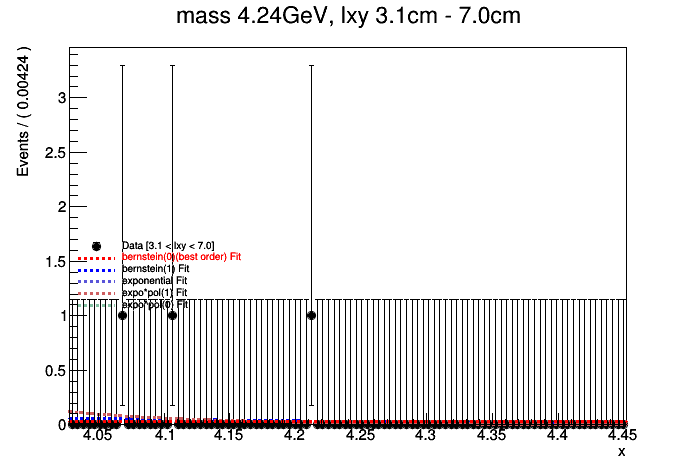 mass 4.24GeV, lxy 3.1cm - 7.0cm
Events / ( 0.00424 )
3
2.5
2
Data [3.1 < lxy < 7.0]
bernstein(0)(best order) Fit
1.5
bernstein(1) Fit
exponential Fit
expo*pol(1) Fit
expo*pol(0) Fit
1
0.5
0
4.05 4.1 4.15 4.2 4.25 4.3 4.35 4.4 4.45
x